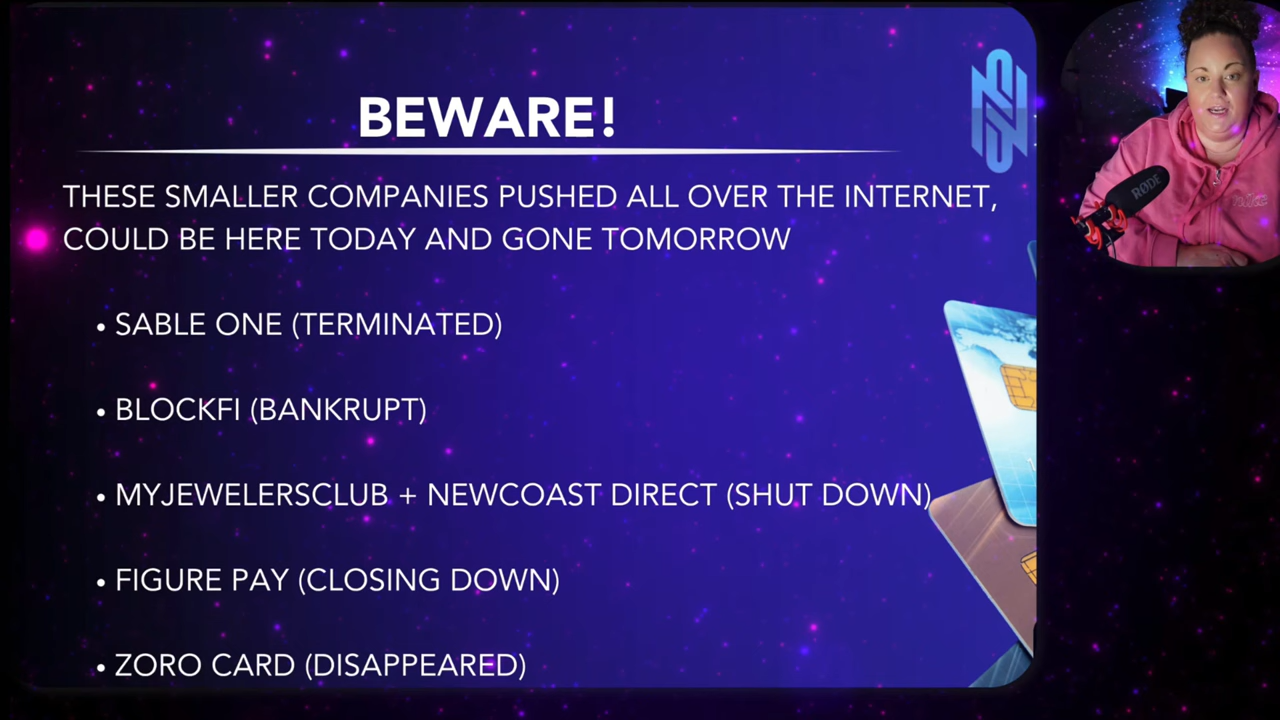 BEWARE!
THESE SMALLER COMPANIES PUSHED ALL OVER THE INTERNET,
COULD BE HERE TODAY AND GONE TOMORROW
• SABLE ONE (TERMINATED)
• BLOCKFI (BANKRUPT)
• MYJEWELERSCLUB + NEWCOAST DIRECT (SHUT DOWN)
• FIGURE PAY (CLOSING DOWN)
• ZORO CARD (DISAPPEARED)
RØDE